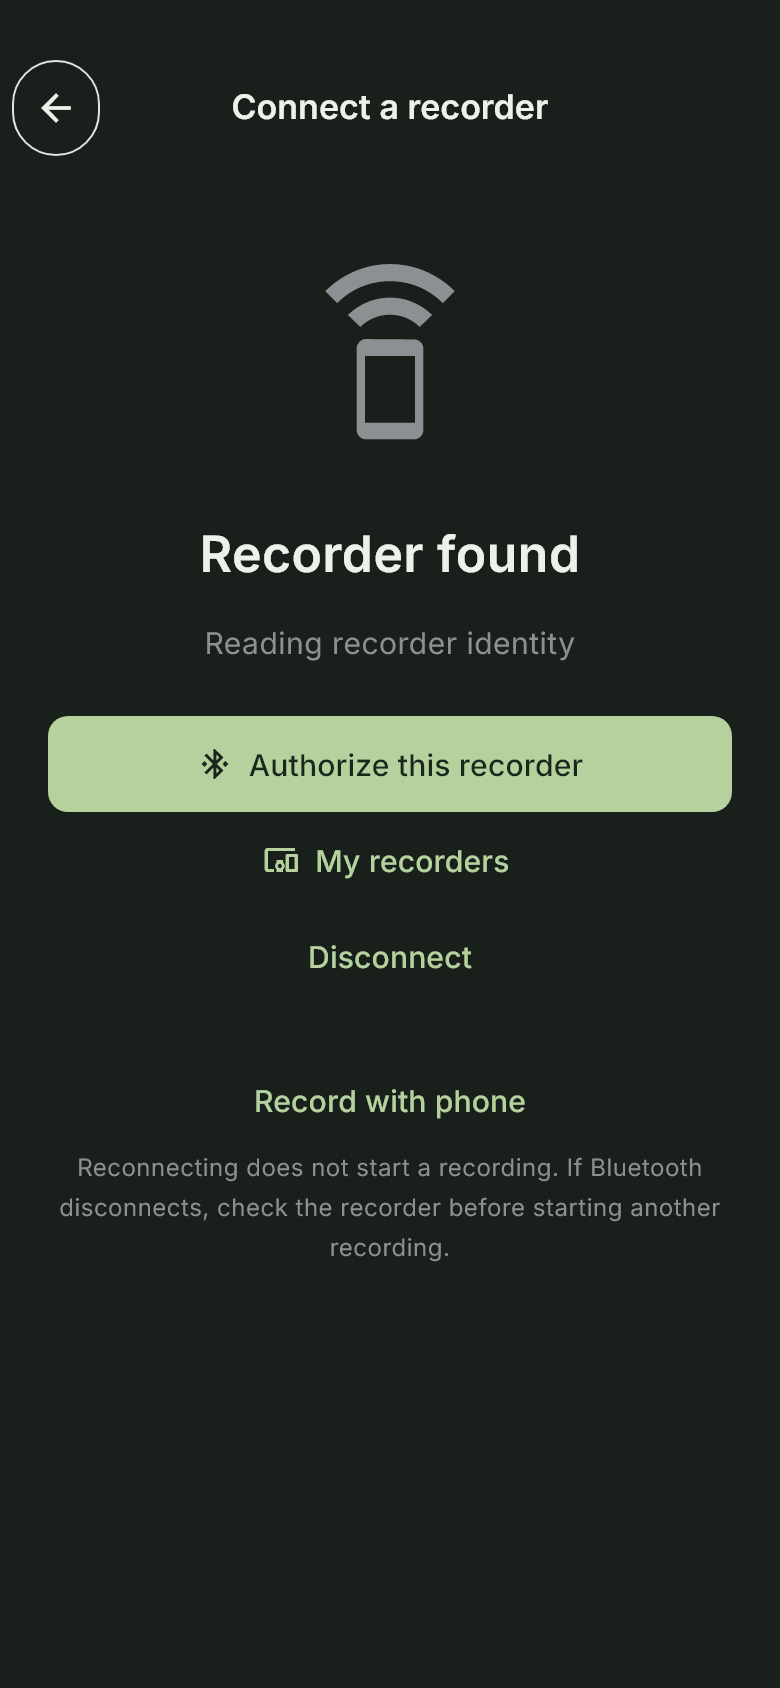 Connect a recorder
Recorder found
Reading recorder identity
Authorize this recorder
My recorders
Disconnect
Record with phone
Reconnecting does not start a recording. If Bluetooth
disconnects, check the recorder before starting another
recording.